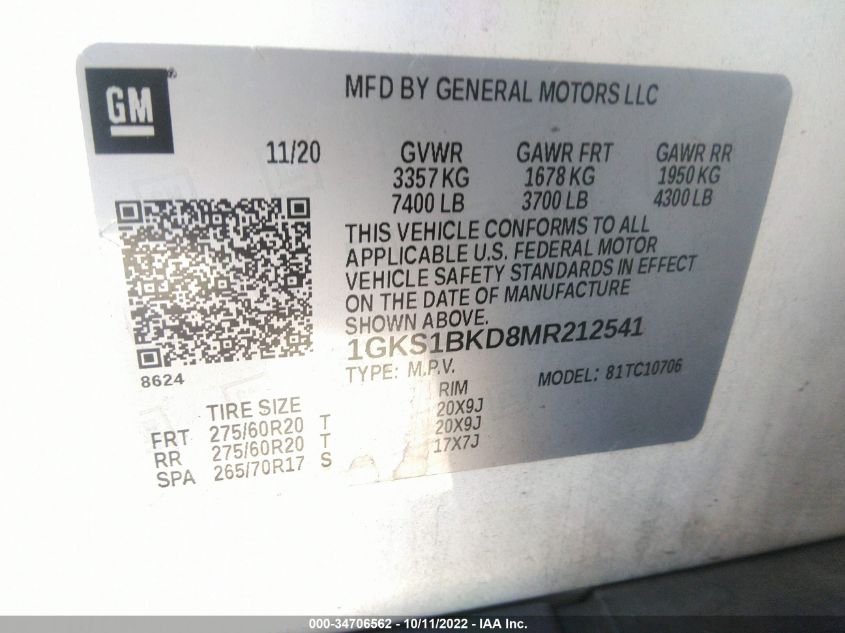 GM
MFD BY GENERAL MOTORS LLC
11/20 GVWR GAWR FRT GAWR RR
3357 KG 1678 KG 1950 KG
7400 LB 3700 LB 4300 LB
THIS VEHICLE CONFORMS TO ALL
APPLICABLE U.S. FEDERAL MOTOR
VEHICLE SAFETY STANDARDS IN EFFECT
ON THE DATE OF MANUFACTURE
SHOWN ABOVE.
1GKS1BKD8MR212541
TYPE: M.P.V. MODEL: 81TC10706
8624
TIRE SIZE RIM
FRT 275/60R20 T 20X9J
RR 275/60R20 T 20X9J
SPA 265/70R17 S 17X7J
000-34706562 - 10/11/2022 - Copyright © 2022 - IAA Inc.